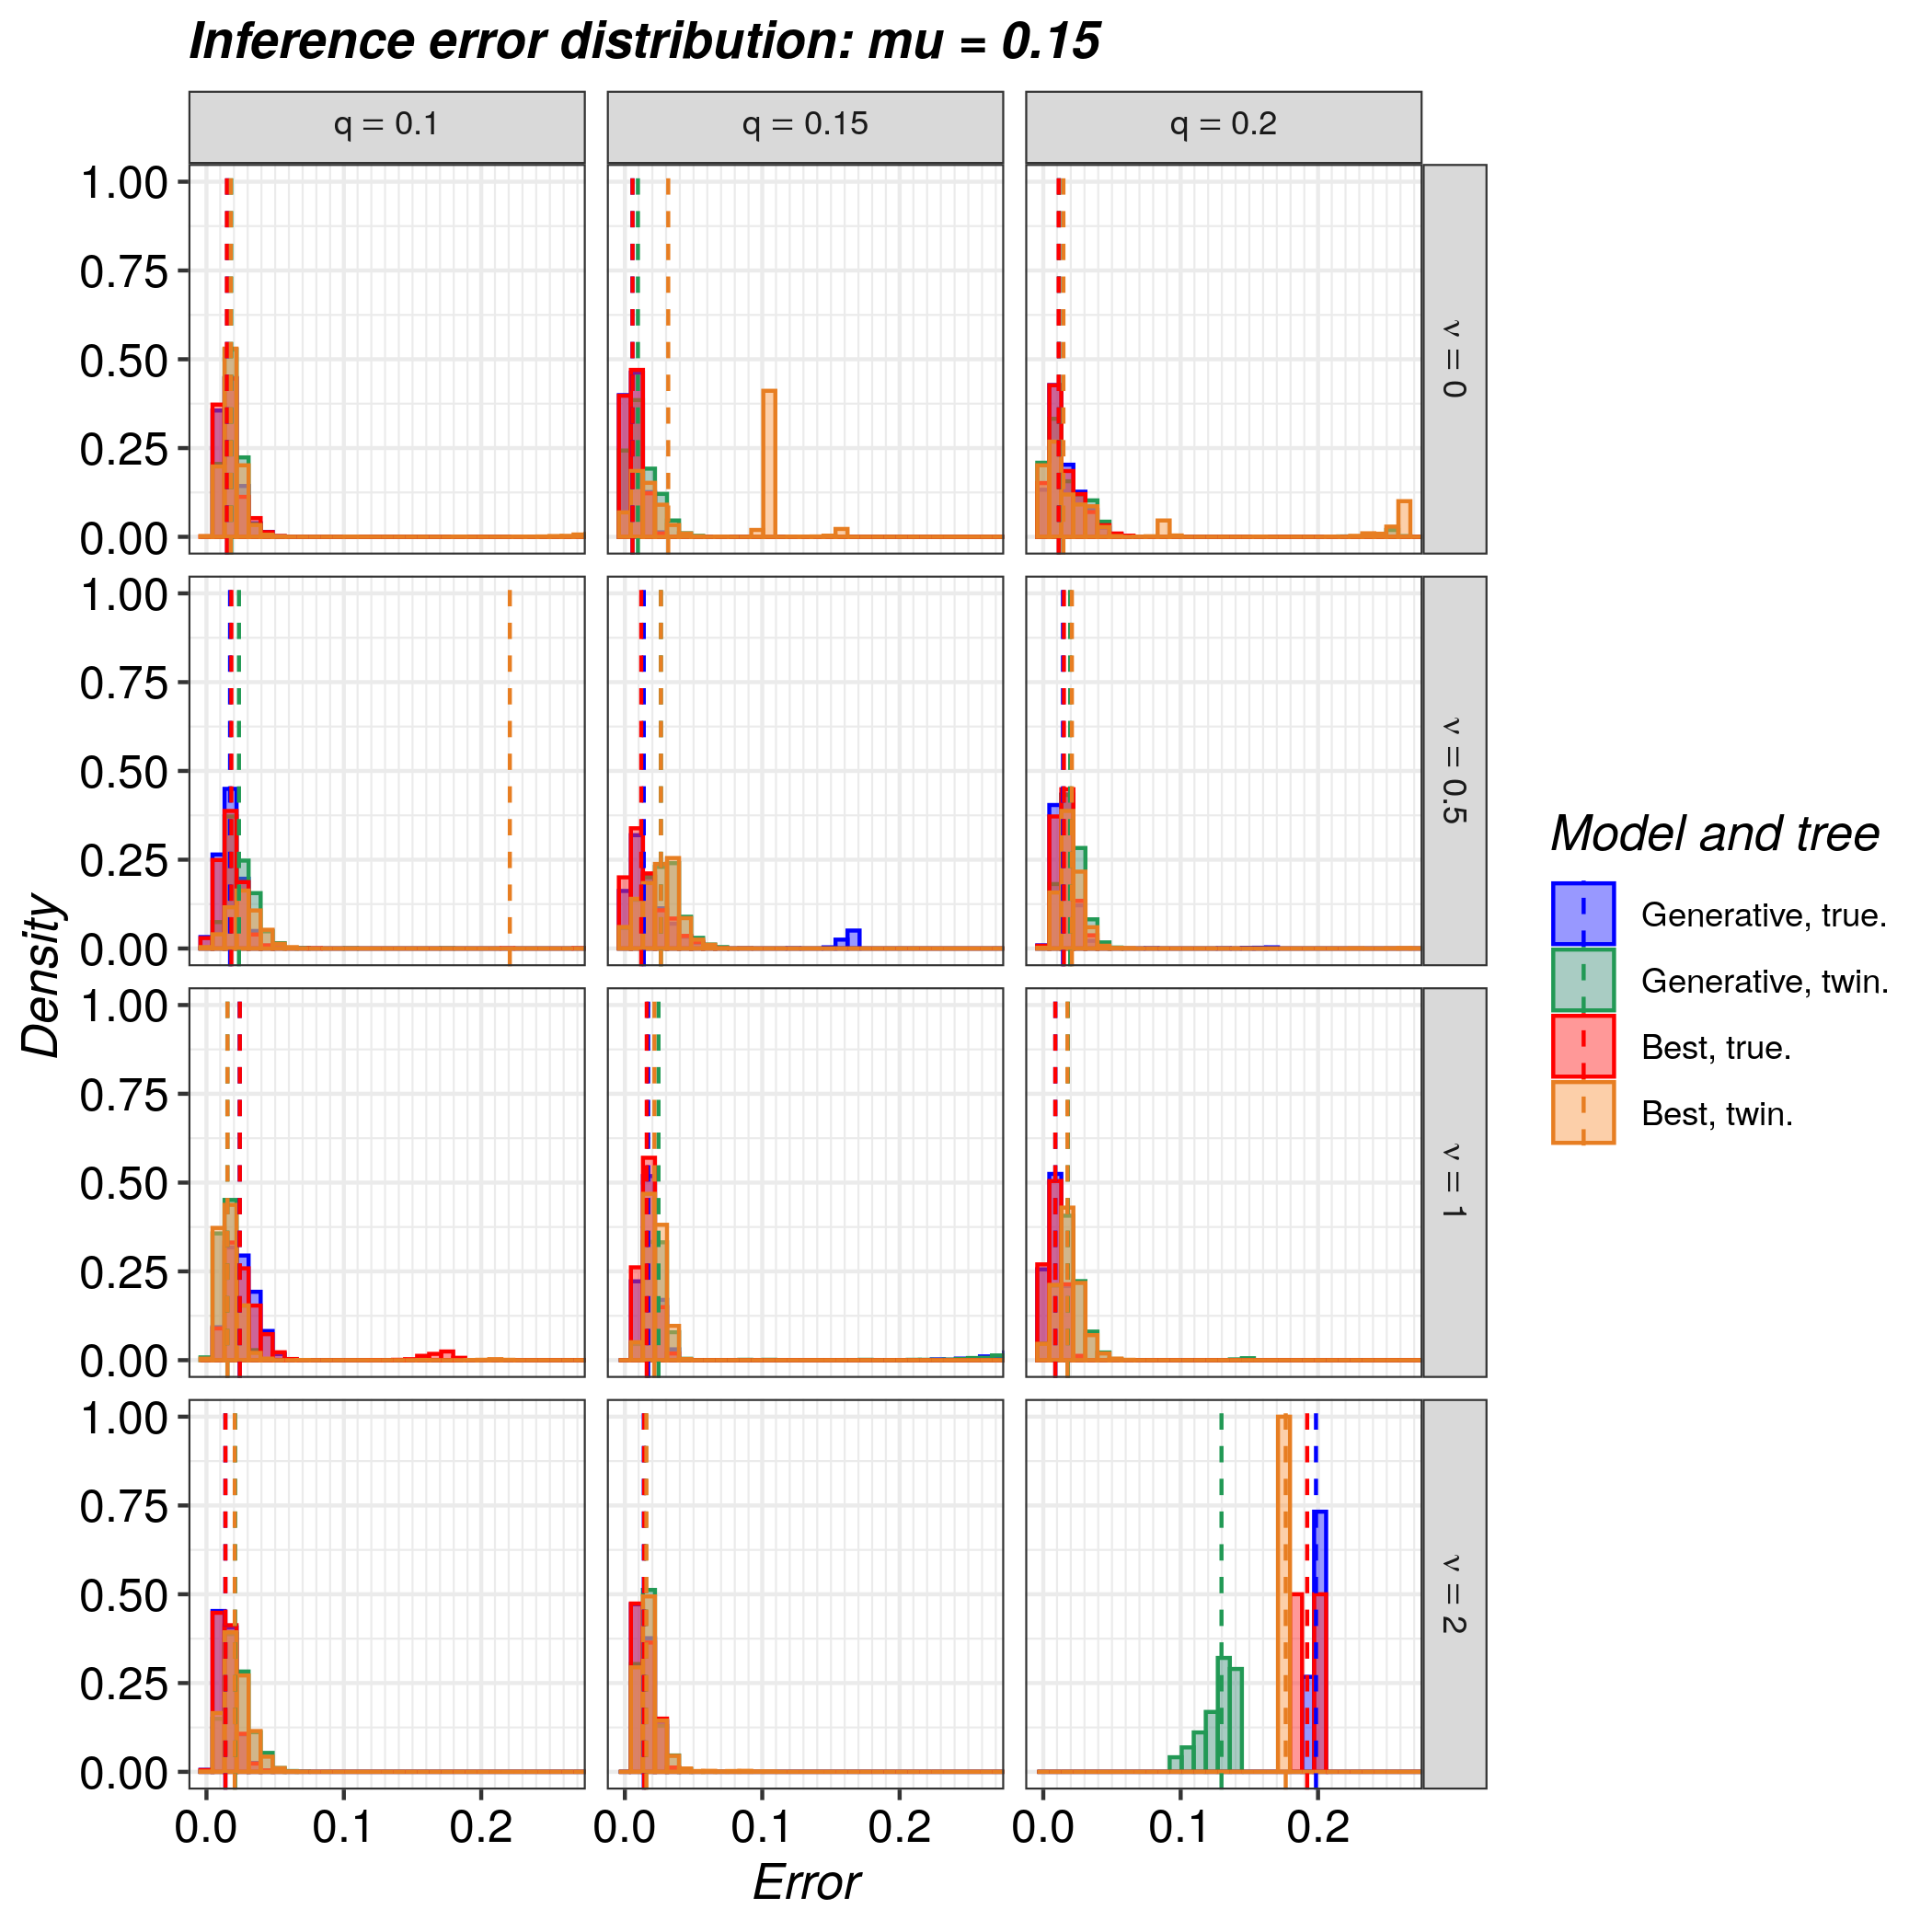 Inference error distribution: mu = 0.15
q = 0.1
q = 0.15
q = 0.2
1.00
0.75
0.50
0.25
0.00
ν = 0
1.00
0.75
0.50
0.25
0.00
ν = 0.5
1.00
0.75
0.50
0.25
0.00
ν = 1
1.00
0.75
0.50
0.25
0.00
ν = 2
0.0 0.1 0.2
0.0 0.1 0.2
0.0 0.1 0.2
Error
Density
Model and tree
Generative, true.
Generative, twin.
Best, true.
Best, twin.